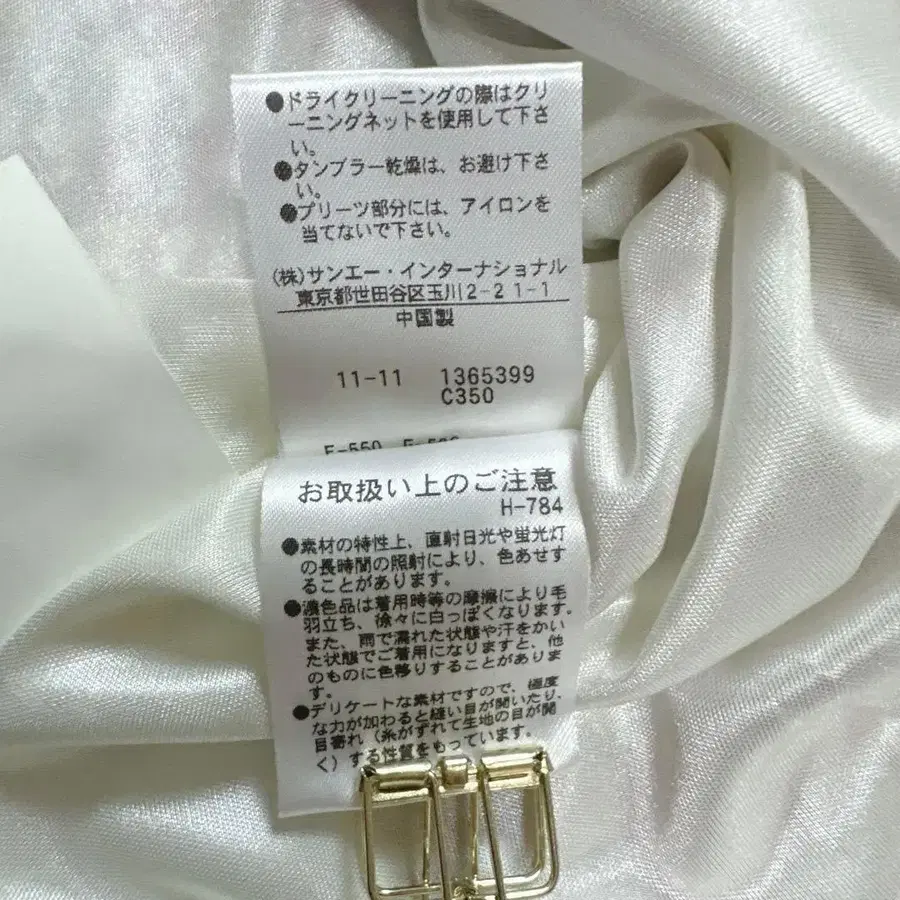 ●ドライクリーニングの際はクリ
ーニングネットを使用して下さ
い。
●タンブラー乾燥は、お避け下さ
い。
●プリーツ部分には、アイロンを
当てないで下さい。
(株)サンエー・インターナショナル
東京都世田谷区玉川2-21-1
中国製
11-11 1365399
C350
F-550
お取扱い上のご注意
H-784
●素材の特性上、直射日光や蛍光灯
の長時間の照射により、色あせす
ることがあります。
●濃色品は着用時等の摩擦により毛
羽立ち、徐々に白っぽくなります。
また、雨で濡れた状態や汗をかい
た状態でご着用になりますと、他
のものに色移りすることがありま
す。
●デリケートな素材ですので、極度
な力が加わると縫い目が開いたり、
目寄れ（糸がずれて生地の目が開
く）する性質をもっています。